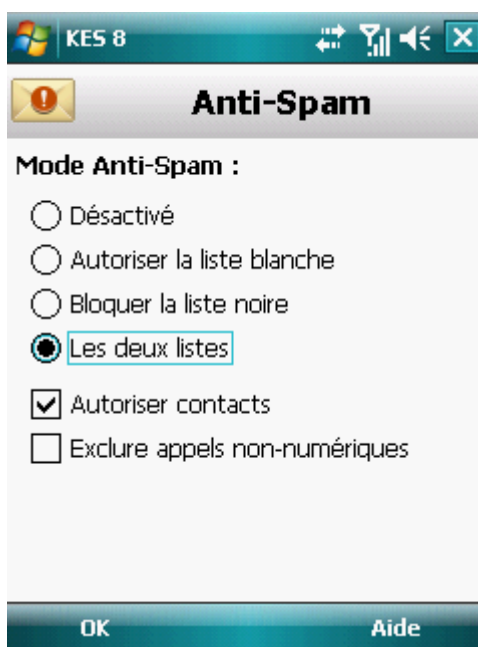 KES 8
Anti-Spam
Mode Anti-Spam :
Désactivé
Autoriser la liste blanche
Bloquer la liste noire
Les deux listes
Autoriser contacts
Exclure appels non-numériques
OK Aide